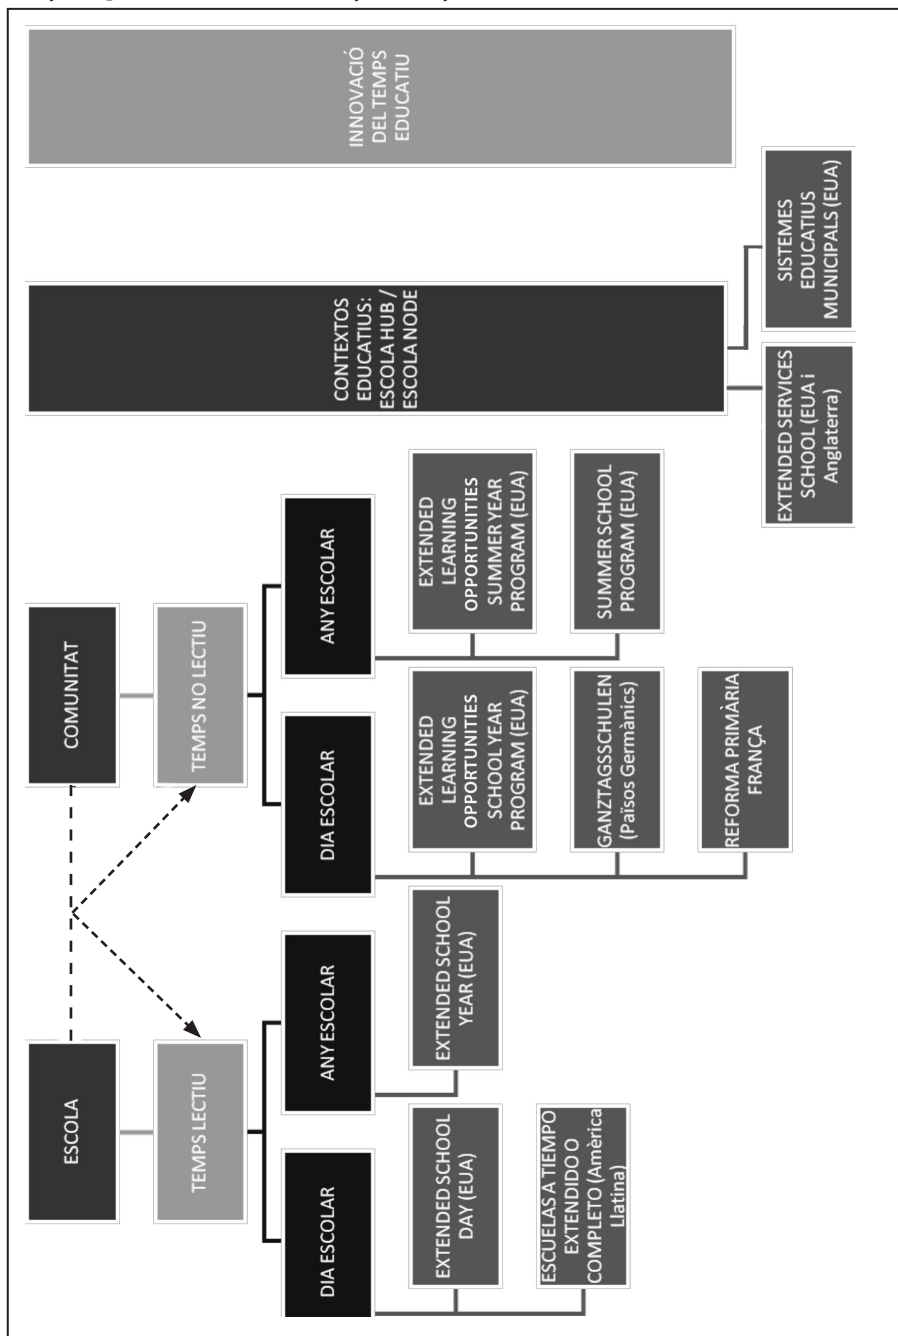 ESCOLA
COMUNITAT
TEMPS LECTIU
TEMPS NO LECTIU
DIA ESCOLAR
ANY ESCOLAR
DIA ESCOLAR
ANY ESCOLAR
EXTENDED SCHOOL
DAY (EUA)
ESCUELAS A TIEMPO
EXTENDIDO O
COMPLETO (Amèrica
Llatina)
EXTENDED SCHOOL
YEAR (EUA)
EXTENDED
LEARNING
OPPORTUNITIES
SCHOOL YEAR
PROGRAM (EUA)
GANZTAGSSCHULEN
(Països Germànics)
REFORMA PRIMÀRIA
FRANÇA
EXTENDED
LEARNING
OPPORTUNITIES
SUMMER YEAR
PROGRAM (EUA)
SUMMER SCHOOL
PROGRAM (EUA)
CONTEXTOS
EDUCATIUS:
ESCOLA HUB /
ESCOLA NODE
EXTENDED SERVICES
SCHOOL (EUA i
Anglaterra)
SISTEMES
EDUCATIUS
MUNICIPALS (EUA)
INNOVACIÓ
DEL TEMPS
EDUCATIU